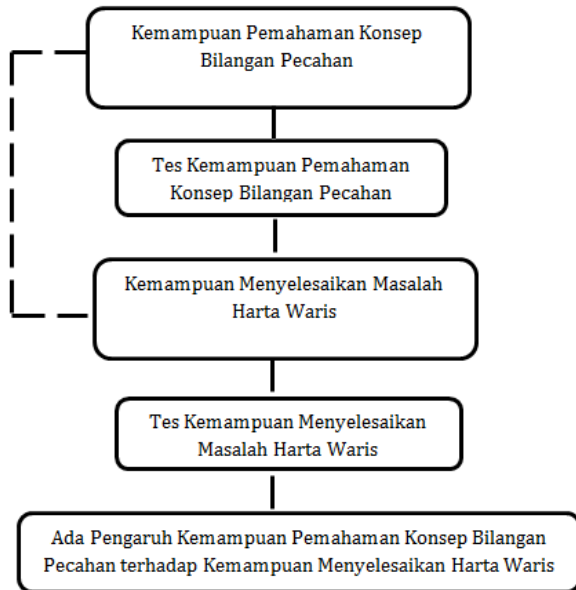 Kemampuan Pemahaman Konsep
Bilangan Pecahan
Tes Kemampuan Pemahaman
Konsep Bilangan Pecahan
Kemampuan Menyelesaikan Masalah
Harta Waris
Tes Kemampuan Menyelesaikan
Masalah Harta Waris
Ada Pengaruh Kemampuan Pemahaman Konsep Bilangan
Pecahan terhadap Kemampuan Menyelesaikan Harta Waris